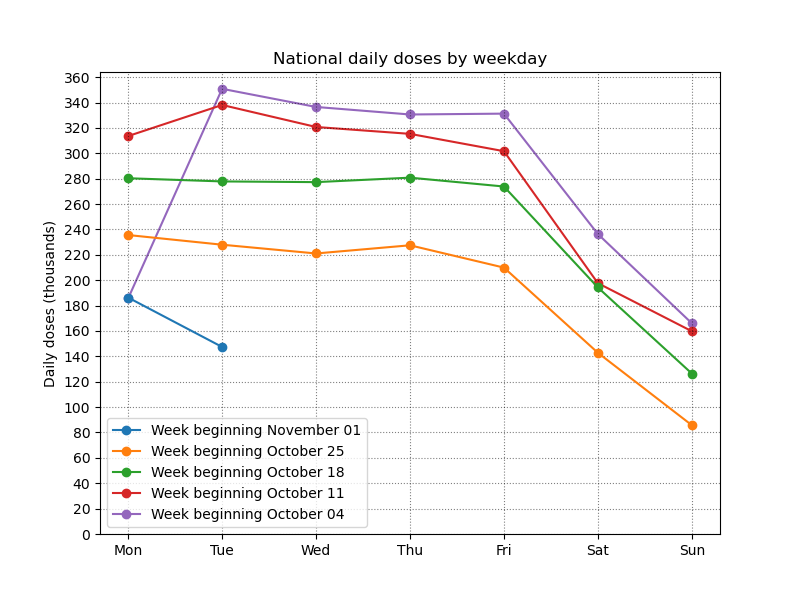 National daily doses by weekday
Daily doses (thousands)
360
340
320
300
280
260
240
220
200
180
160
140
120
100
80
60
40
20
0
Week beginning November 01
Week beginning October 25
Week beginning October 18
Week beginning October 11
Week beginning October 04
Mon Tue Wed Thu Fri Sat Sun